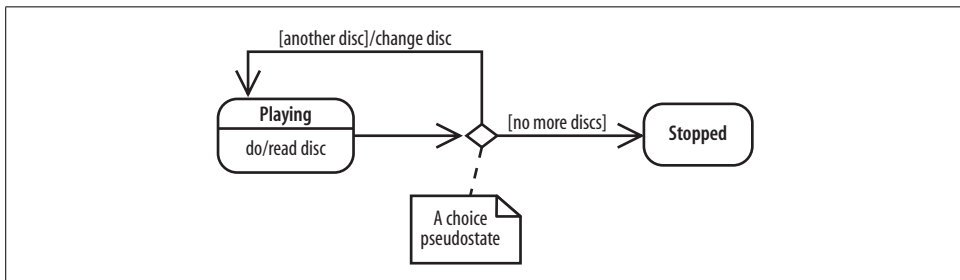 [another disc]/change disc
Playing
do/read disc
[no more discs]
Stopped
A choice
pseudostate